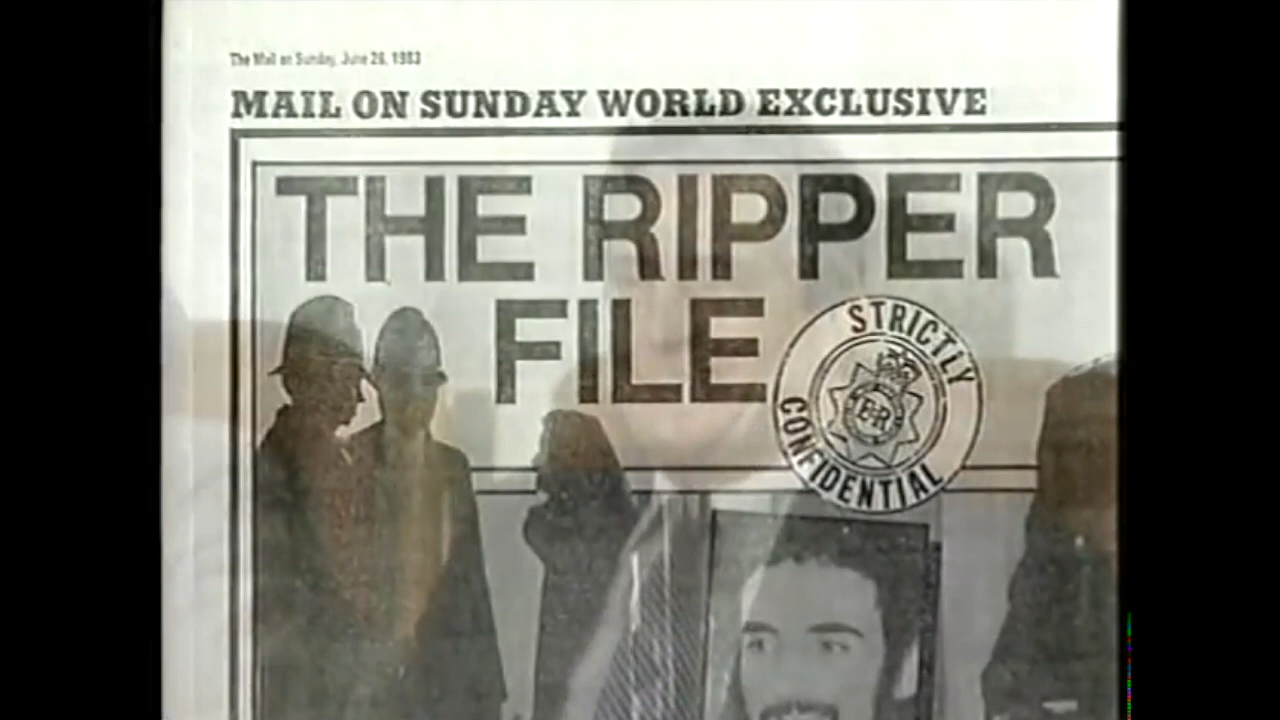 The Mail on Sunday, June 26, 1983
MAIL ON SUNDAY WORLD EXCLUSIVE
THE RIPPER
FILE
STRICTLY
CONFIDENTIAL
E R